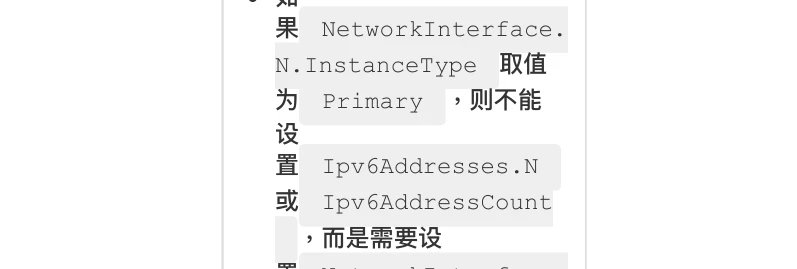 果 NetworkInterface.
N.InstanceType 取值
为 Primary ，则不能
设
置 Ipv6Addresses.N
或 Ipv6AddressCount
，而是需要设